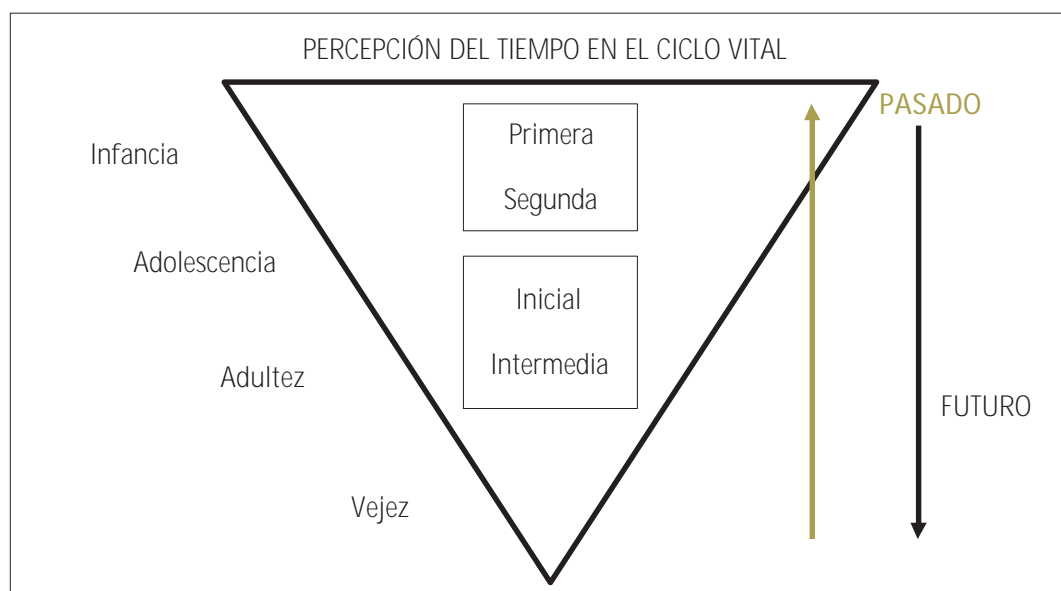 PERCEPCIÓN DEL TIEMPO EN EL CICLO VITAL
PASADO
Primera
Infancia
Segunda
Adolescencia
Inicial
Intermedia
Adultez
FUTURO
Vejez